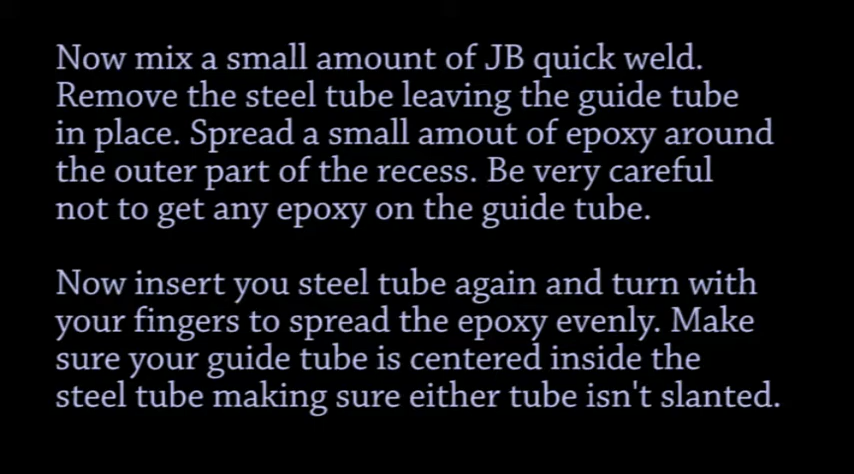 Now mix a small amount of JB quick weld.
Remove the steel tube leaving the guide tube
in place. Spread a small amout of epoxy around
the outer part of the recess. Be very careful
not to get any epoxy on the guide tube.
Now insert you steel tube again and turn with
your fingers to spread the epoxy evenly. Make
sure your guide tube is centered inside the
steel tube making sure either tube isn't slanted.